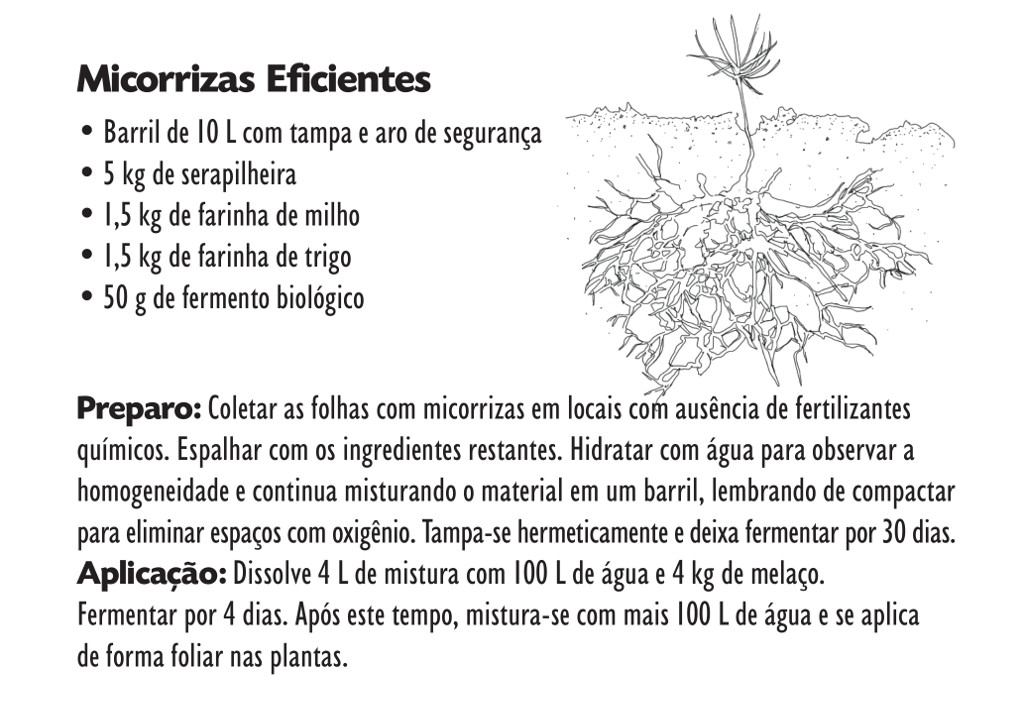 Micorrizas Eficientes
• Barril de 10 L com tampa e aro de segurança
• 5 kg de serapilheira
• 1,5 kg de farinha de milho
• 1,5 kg de farinha de trigo
• 50 g de fermento biológico
Preparo: Coletar as folhas com micorrizas em locais com ausência de fertilizantes
químicos. Espalhar com os ingredientes restantes. Hidratar com água para observar a
homogeneidade e continua misturando o material em um barril, lembrando de compactar
para eliminar espaços com oxigênio. Tampa-se hermeticamente e deixa fermentar por 30 dias.
Aplicação: Dissolve 4 L de mistura com 100 L de água e 4 kg de melaço.
Fermentar por 4 dias. Após este tempo, mistura-se com mais 100 L de água e se aplica
de forma foliar nas plantas.